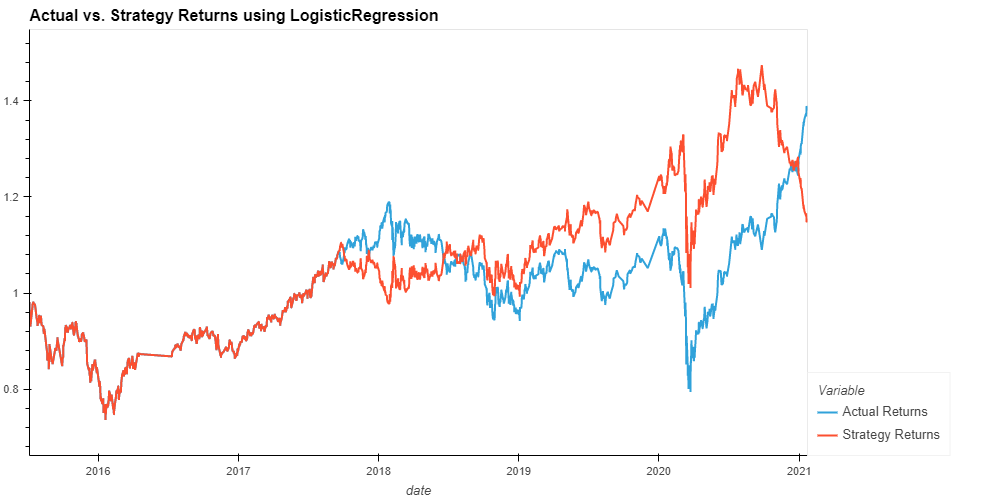 Actual vs. Strategy Returns using LogisticRegression
1.4
1.2
1
0.8
2016 2017 2018 2019 2020 2021
date
Variable
Actual Returns
Strategy Returns